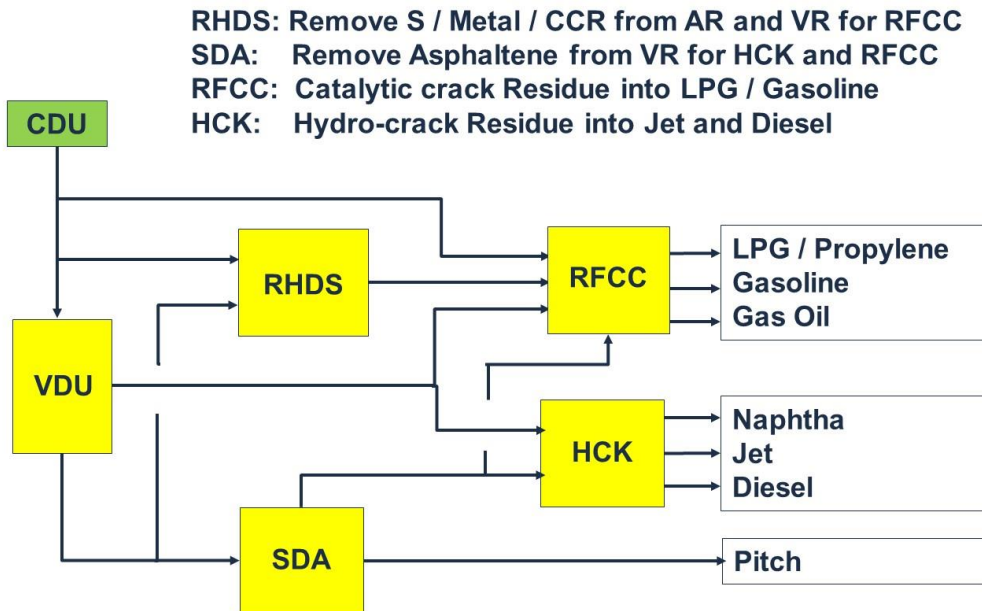 RHDS: Remove S / Metal / CCR from AR and VR for RFCC
SDA: Remove Asphaltene from VR for HCK and RFCC
RFCC: Catalytic crack Residue into LPG / Gasoline
HCK: Hydro-crack Residue into Jet and Diesel
CDU
RHDS
RFCC
LPG / Propylene
Gasoline
Gas Oil
VDU
HCK
Naphtha
Jet
Diesel
SDA
Pitch